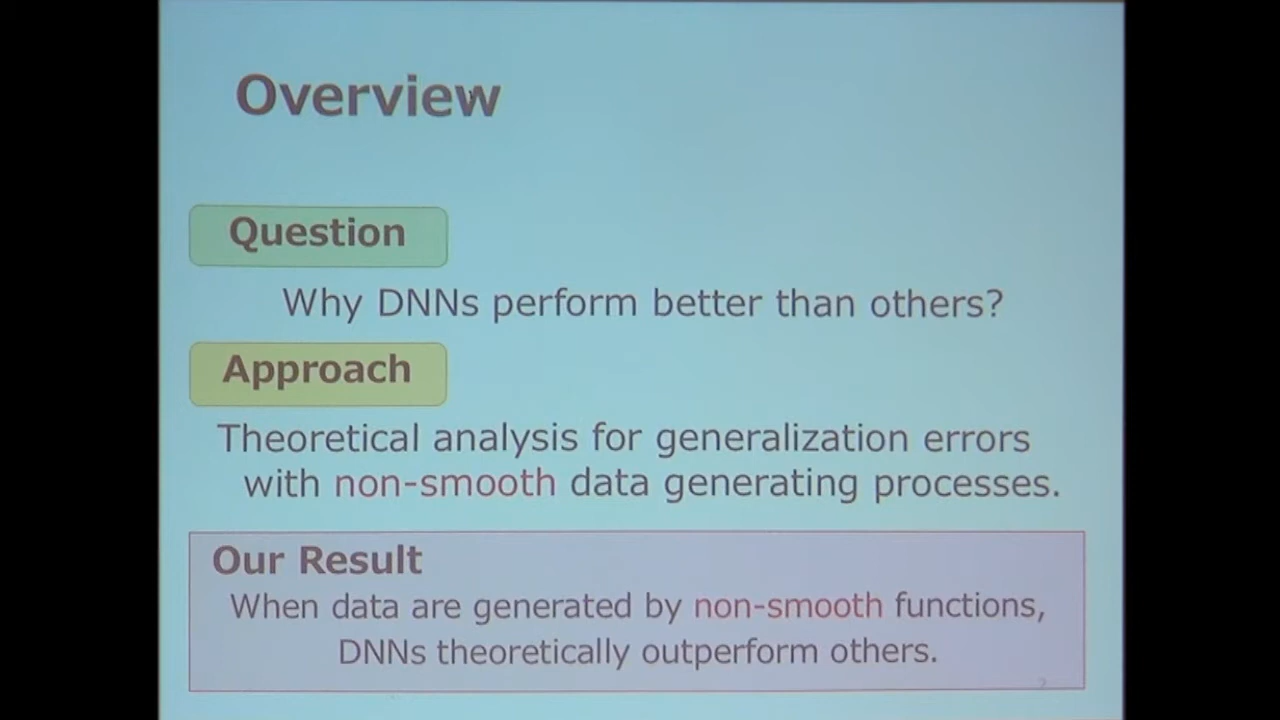 Overview
Question
Why DNNs perform better than others?
Approach
Theoretical analysis for generalization errors
with non-smooth data generating processes.
Our Result
When data are generated by non-smooth functions,
DNNs theoretically outperform others.
2